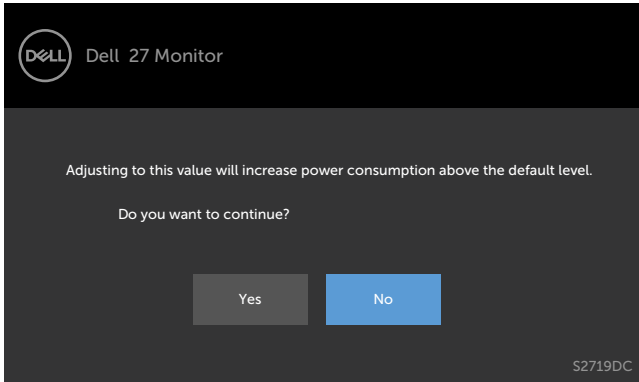 DELL Dell 27 Monitor
Adjusting to this value will increase power consumption above the default level.
Do you want to continue?
Yes No
S2719DC